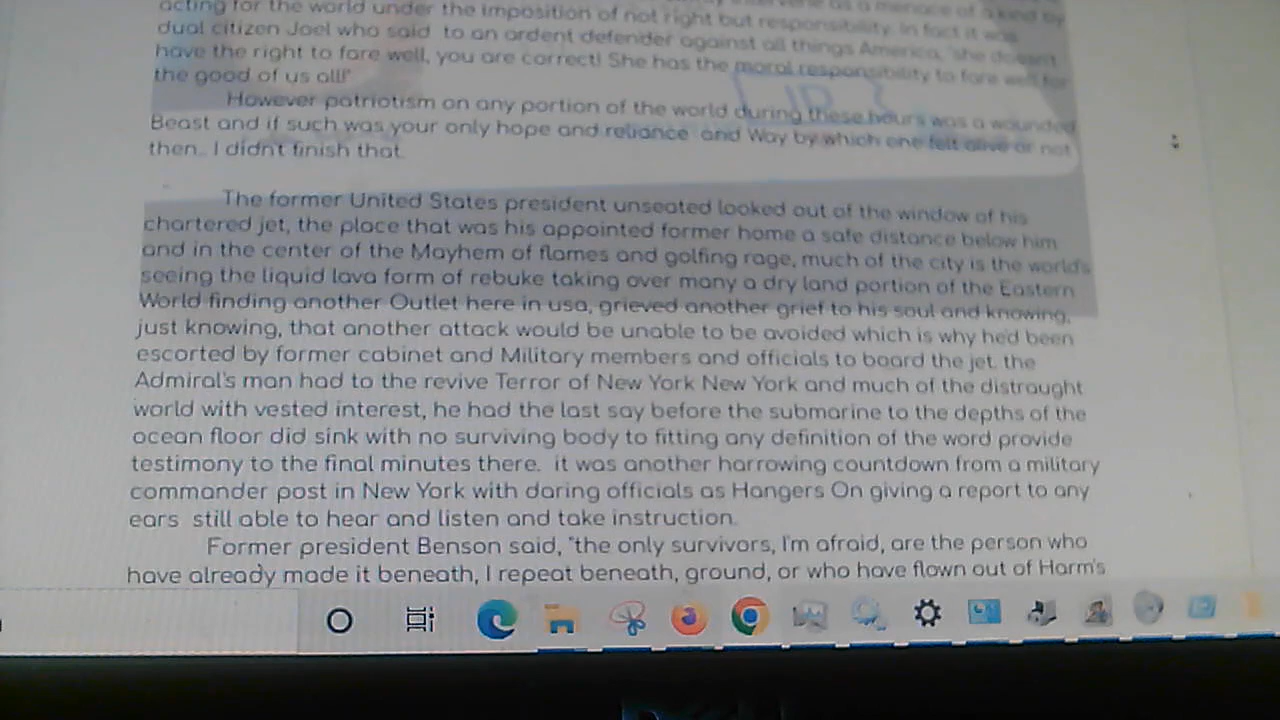 acting for the world under the imposition of not right but responsibility. In fact it was
dual citizen Joel who said to an ardent defender against all things America, "she doesn't
have the right to fare well, you are correct! She has the moral responsibility to fare well for
the good of us all!"
However patriotism on any portion of the world during these hours was a wounded
Beast and if such was your only hope and reliance and Way by which one felt alive or not
then.. I didn't finish that.
The former United States president unseated looked out of the window of his
chartered jet, the place that was his appointed former home a safe distance below him
and in the center of the Mayhem of flames and golfing rage, much of the city is the world's
seeing the liquid lava form of rebuke taking over many a dry land portion of the Eastern
World finding another Outlet here in usa, grieved another grief to his soul and knowing,
just knowing, that another attack would be unable to be avoided which is why he'd been
escorted by former cabinet and Military members and officials to board the jet. the
Admiral's man had to the revive Terror of New York New York and much of the distraught
world with vested interest, he had the last say before the submarine to the depths of the
ocean floor did sink with no surviving body to fitting any definition of the word provide
testimony to the final minutes there. it was another harrowing countdown from a military
commander post in New York with daring officials as Hangers On giving a report to any
ears still able to hear and listen and take instruction.
Former president Benson said, "the only survivors, I'm afraid, are the person who
have already made it beneath, I repeat beneath, ground, or who have flown out of Harm's